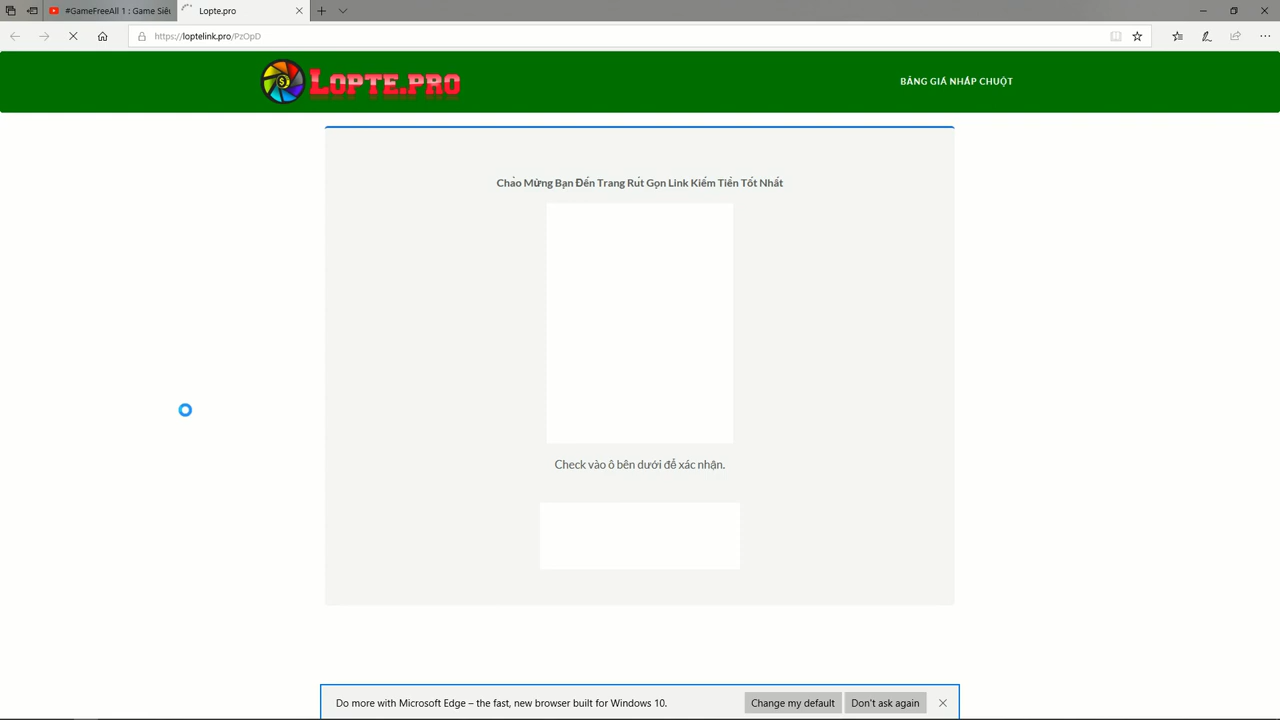 #GameFreeAll 1 : Game Siêu
Lopte.pro
https://loptelink.pro/PzOpD
$
LOPTE.PRO
BẢNG GIÁ NHẤP CHUỘT
Chào Mừng Bạn Đến Trang Rút Gọn Link Kiếm Tiền Tốt Nhất
Check vào ô bên dưới để xác nhận.
Do more with Microsoft Edge – the fast, new browser built for Windows 10.
Change my default
Don't ask again